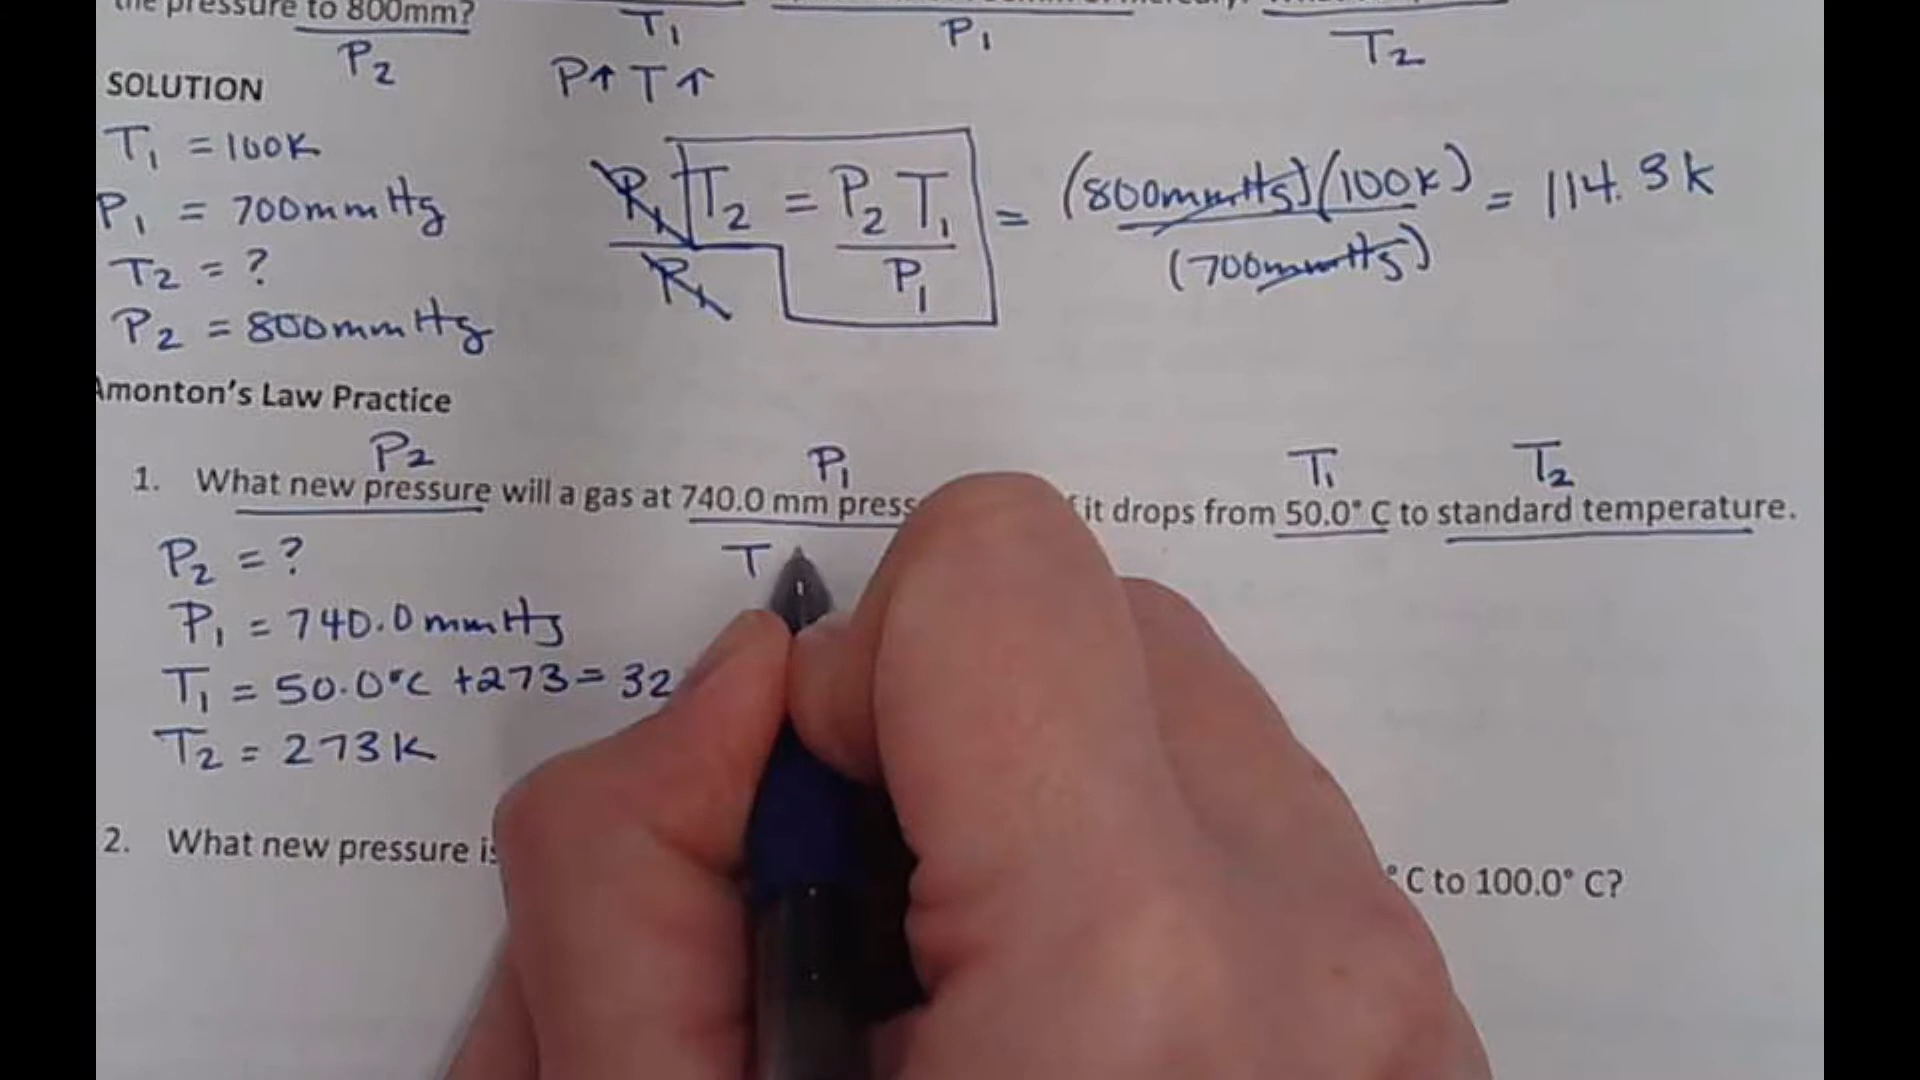 the pressure to 800mm?
T1 P1 T2
P2 P↑ T↑
SOLUTION
T1 = 100K
P1 = 700mmHg
T2 = ?
P2 = 800mmHg
P1 T2 = P2 T1 = (800mmHg)(100K) = 114.3K
P1 P1 (700mmHg)
Amonton's Law Practice
P2 P1 T1 T2
1. What new pressure will a gas at 740.0 mm it drops from 50.0° C to standard temperature.
P2 = ? T
P1 = 740.0mmHg
T1 = 50.0°C +273= 32
T2 = 273K
2. What new pressure ° C to 100.0° C?